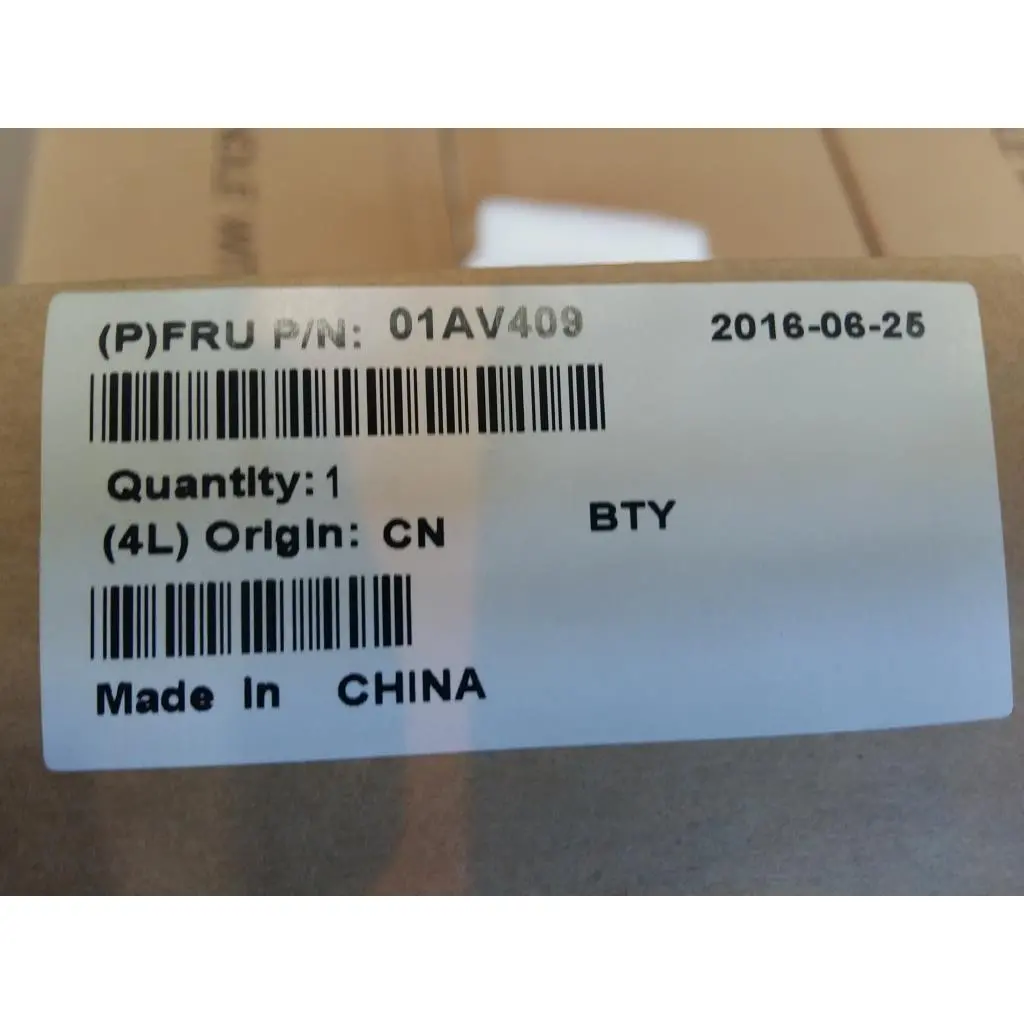 (P)FRU P/N: 01AV409 2016-06-25
Quantity: 1
(4L) Origin: CN BTY
Made In CHINA